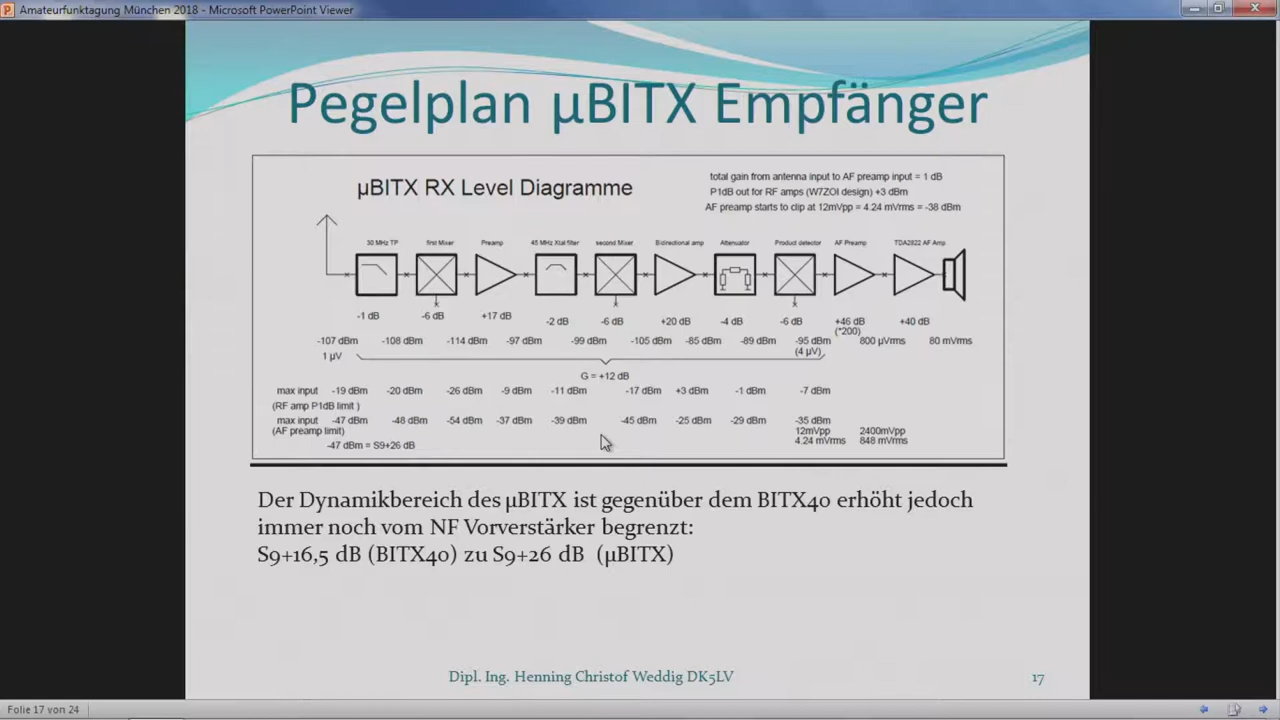 Amateurfunktagung München 2018 - Microsoft PowerPoint Viewer
Pegelplan µBITX Empfänger
µBITX RX Level Diagramme
total gain from antenna input to AF preamp input = 1 dB
P1dB out for RF amps (W7ZOI design) +3 dBm
AF preamp starts to clip at 12mVpp = 4.24 mVrms = -38 dBm
30 MHz TP first Mixer Preamp 45 MHz Xtal filter second Mixer Bidirectional amp Attenuator Product detector AF Preamp TDA2822 AF Amp
-1 dB -6 dB +17 dB -2 dB -6 dB +20 dB -4 dB -6 dB +46 dB +40 dB
(*200)
-107 dBm -108 dBm -114 dBm -97 dBm -99 dBm -105 dBm -85 dBm -89 dBm -95 dBm 800 µVrms 80 mVrms
1 µV (4 µV)
G = +12 dB
max input -19 dBm -20 dBm -26 dBm -9 dBm -11 dBm -17 dBm +3 dBm -1 dBm -7 dBm
(RF amp P1dB limit )
max input -47 dBm -48 dBm -54 dBm -37 dBm -39 dBm -45 dBm -25 dBm -29 dBm -35 dBm
(AF preamp limit) 12mVpp 2400mVpp
-47 dBm = S9+26 dB 4.24 mVrms 848 mVrms
Der Dynamikbereich des µBITX ist gegenüber dem BITX40 erhöht jedoch
immer noch vom NF Vorverstärker begrenzt:
S9+16,5 dB (BITX40) zu S9+26 dB (µBITX)
Dipl. Ing. Henning Christof Weddig DK5LV 17
Folie 17 von 24